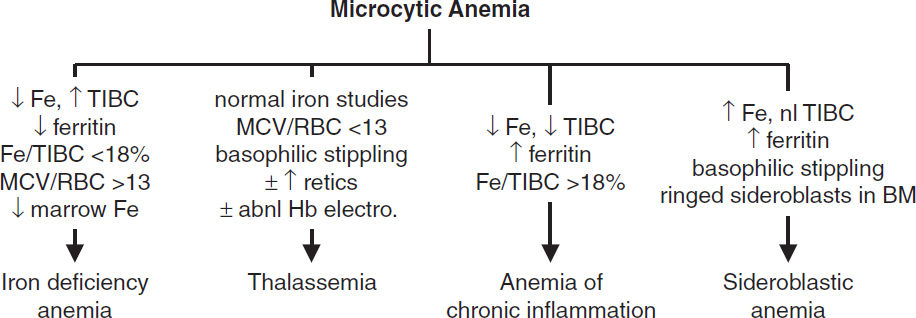 Microcytic Anemia
↓ Fe, ↑ TIBC
↓ ferritin
Fe/TIBC <18%
MCV/RBC >13
↓ marrow Fe
Iron deficiency
anemia
normal iron studies
MCV/RBC <13
basophilic stippling
± ↑ retics
± abnl Hb electro.
Thalassemia
↓ Fe, ↓ TIBC
↑ ferritin
Fe/TIBC >18%
Anemia of
chronic inflammation
↑ Fe, nl TIBC
↑ ferritin
basophilic stippling
ringed sideroblasts in BM
Sideroblastic
anemia